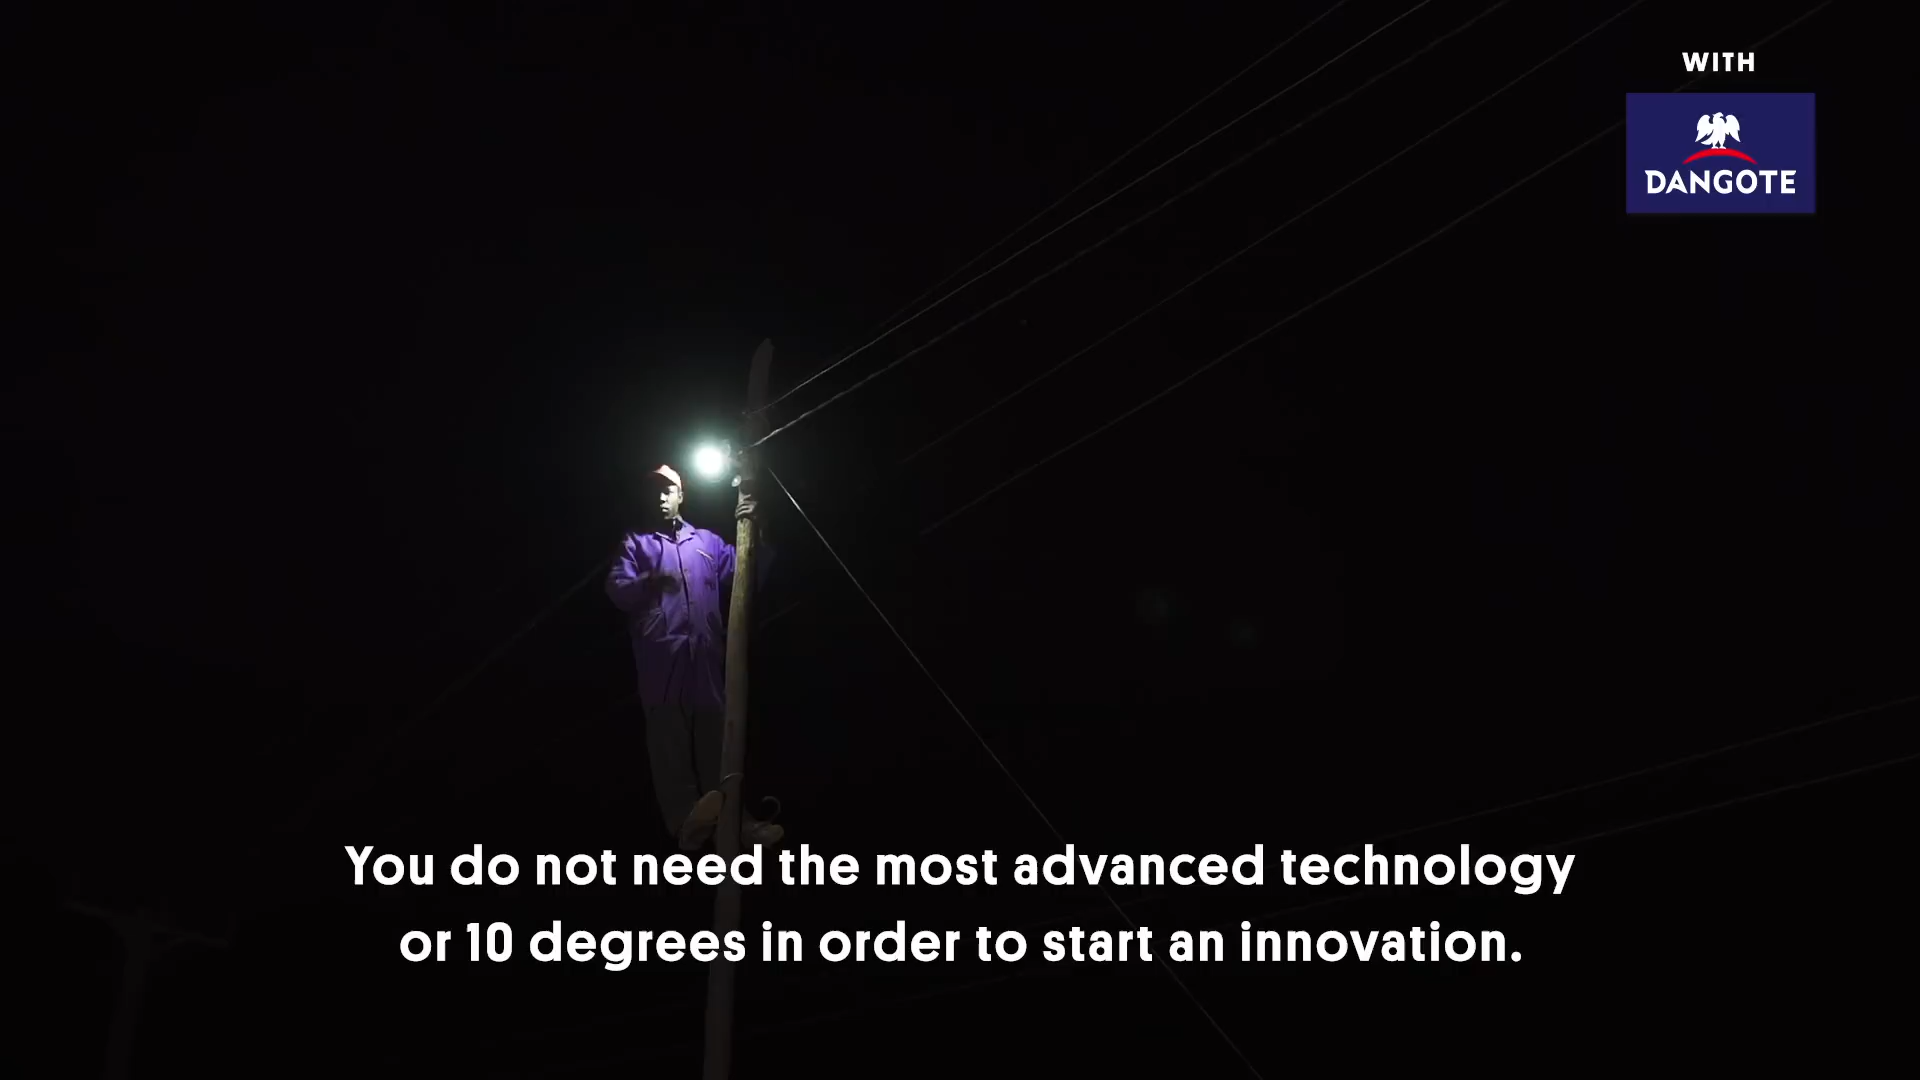 WITH
DANGOTE
You do not need the most advanced technology
or 10 degrees in order to start an innovation.